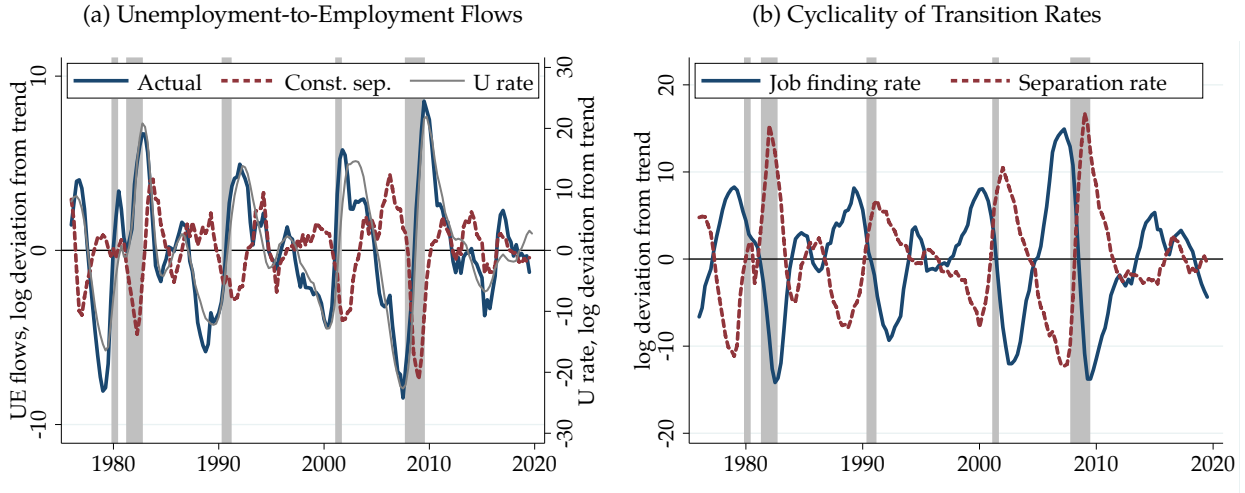 (a) Unemployment-to-Employment Flows
UE flows, log deviation from trend
10
0
-10
Actual
Const. sep.
U rate
U rate, log deviation from trend
30
20
10
0
-10
-20
-30
1980
1990
2000
2010
2020
(b) Cyclicality of Transition Rates
log deviation from trend
20
10
0
-10
-20
Job finding rate
Separation rate
1980
1990
2000
2010
2020